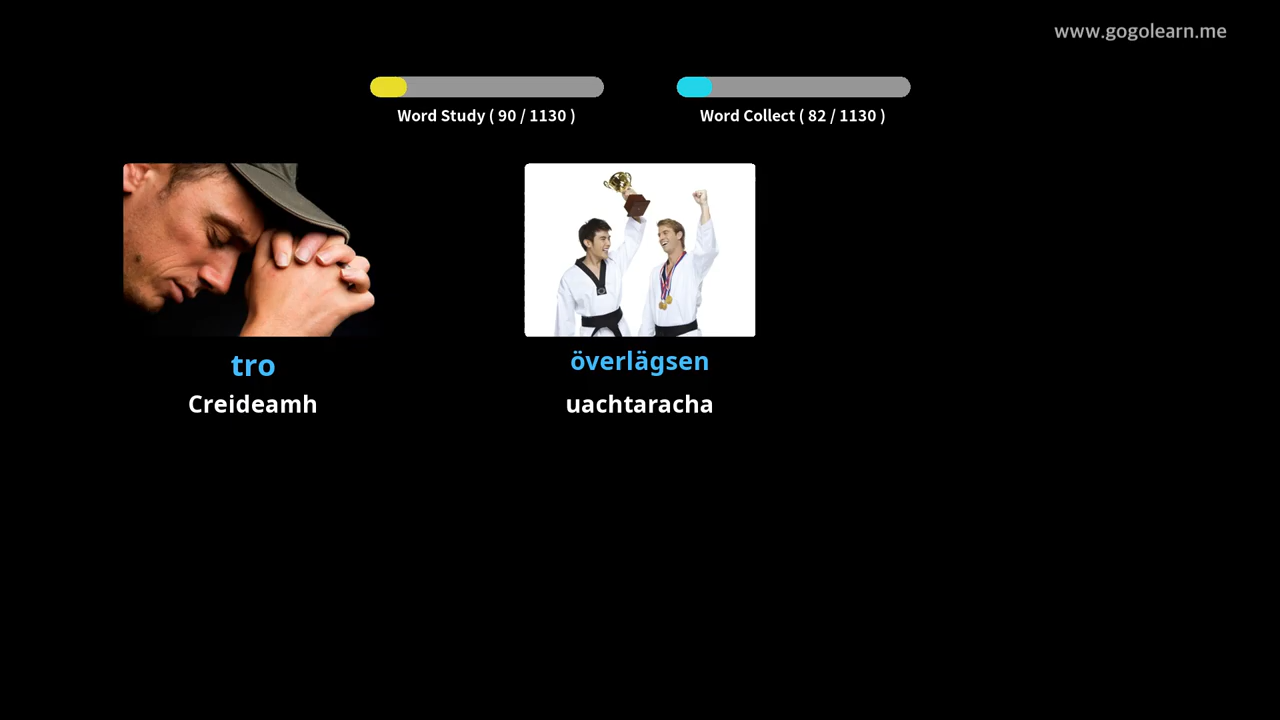 www.gogolearn.me
Word Study ( 90 / 1130 )
Word Collect ( 82 / 1130 )
tro
Creideamh
överlägsen
uachtaracha